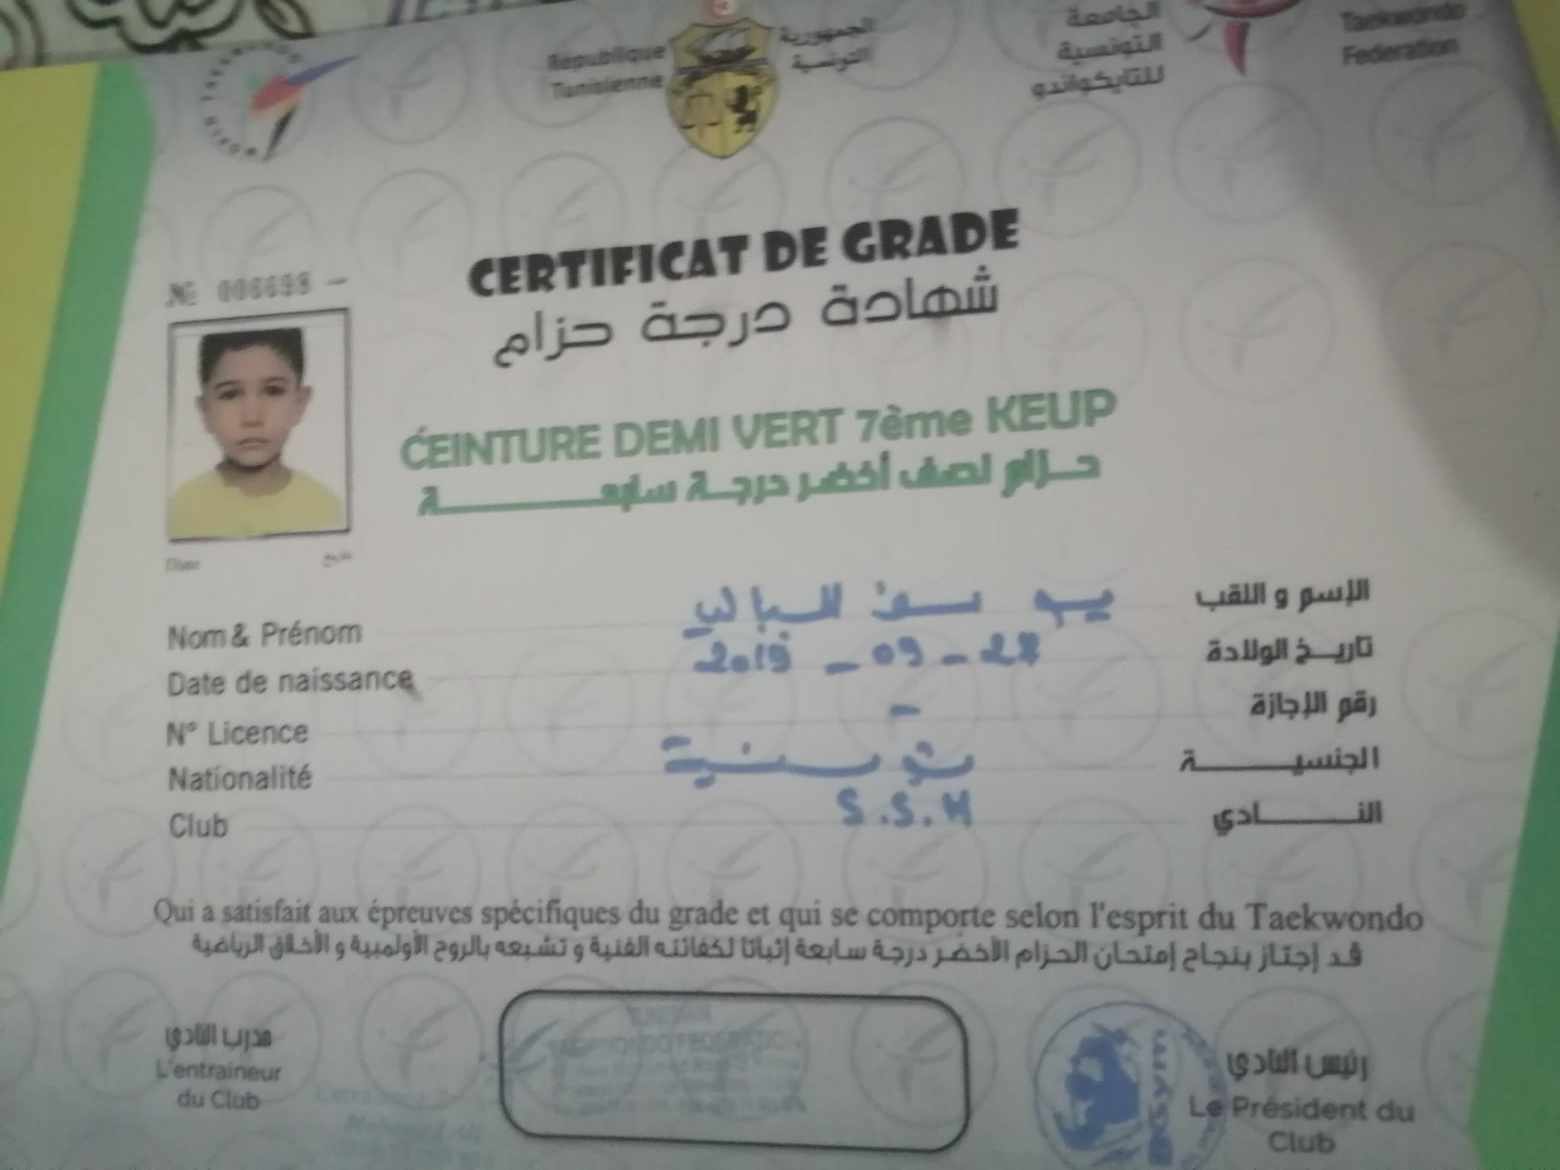 République
Tunisienne
الجمهورية
التونسية
الجامعة
التونسية
للتايكواندو
Taekwondo
Federation
CERTIFICAT DE GRADE
شهادة درجة حزام
№ 006698
CEINTURE DEMI VERT 7ème KEUP
حزام نصف أخضر درجة سابعة
Nom & Prénom يوسف البالي الإسم و اللقب
Date de naissance 2019 - 09 - 28 تاريخ الولادة
N° Licence - رقم الإجازة
Nationalité تونسية الجنسية
Club S.S.H النادي
Qui a satisfait aux épreuves spécifiques du grade et qui se comporte selon l'esprit du Taekwondo
قد إجتاز بنجاح إمتحان الحزام الأخضر درجة سابعة إثباتا لكفائته الفنية و تشبعه بالروح الأولمبية و الأخلاق الرياضية
مدرب النادي
L'entraineur
du Club
رئيس النادي
Le Président du
Club